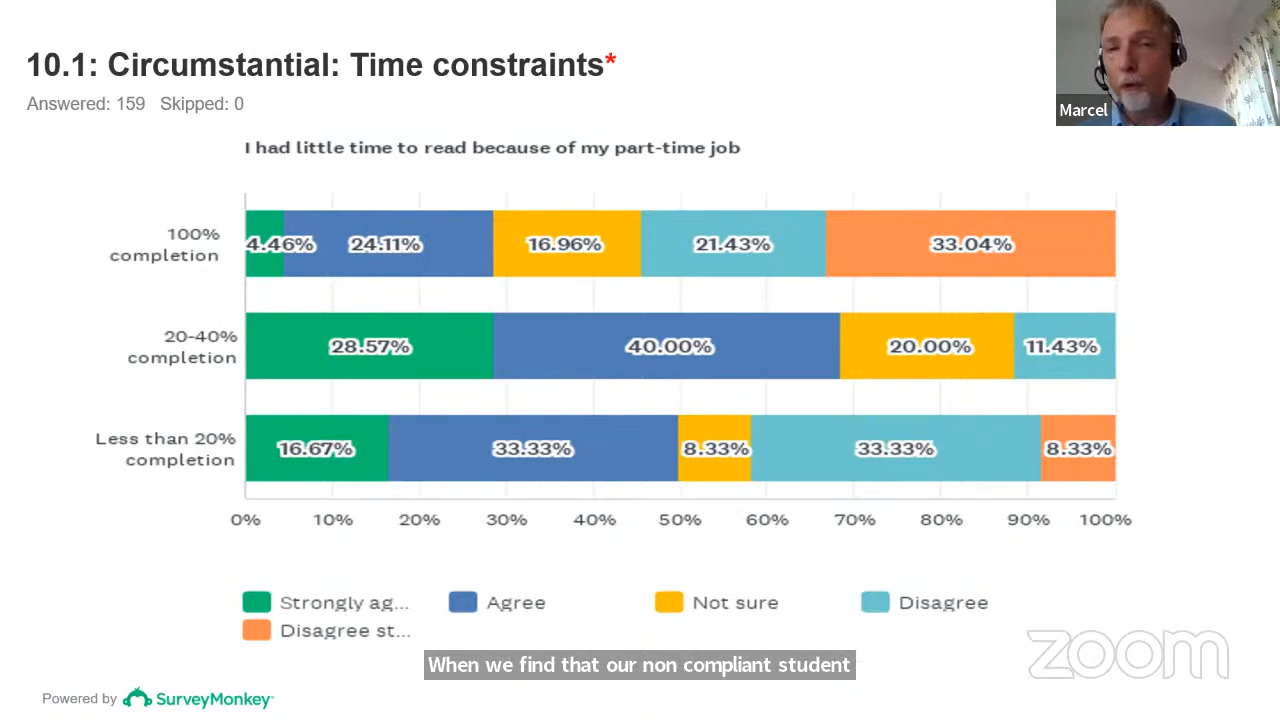 10.1: Circumstantial: Time constraints*
Answered: 159 Skipped: 0
Marcel
I had little time to read because of my part-time job
100% completion
4.46% 24.11% 16.96% 21.43% 33.04%
20-40% completion
28.57% 40.00% 20.00% 11.43%
Less than 20% completion
16.67% 33.33% 8.33% 33.33% 8.33%
0% 10% 20% 30% 40% 50% 60% 70% 80% 90% 100%
Strongly ag... Agree Not sure Disagree
Disagree st...
zoom
When we find that our non compliant student
Powered by SurveyMonkey